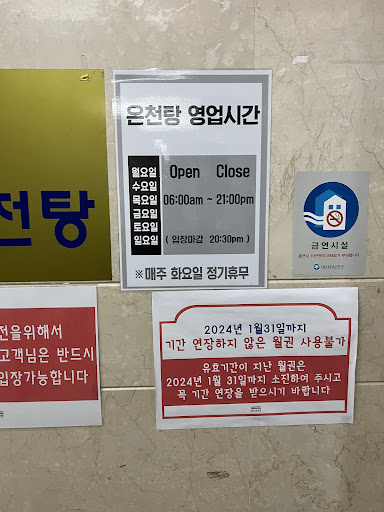 온천탕 영업시간
월요일
수요일
목요일
금요일
토요일
일요일
Open Close
06:00am ~ 21:00pm
( 입장마감 20:30pm )
※ 매주 화요일 정기휴무
천탕
금연시설
전을위해서
고객님은 반드시
입장가능합니다
2024년 1월31일까지
기간 연장하지 않은 월권 사용불가
유효기간이 지난 월권은
2024년 1월 31일까지 소진하여 주시고
꼭 기간 연장을 받으시기 바랍니다